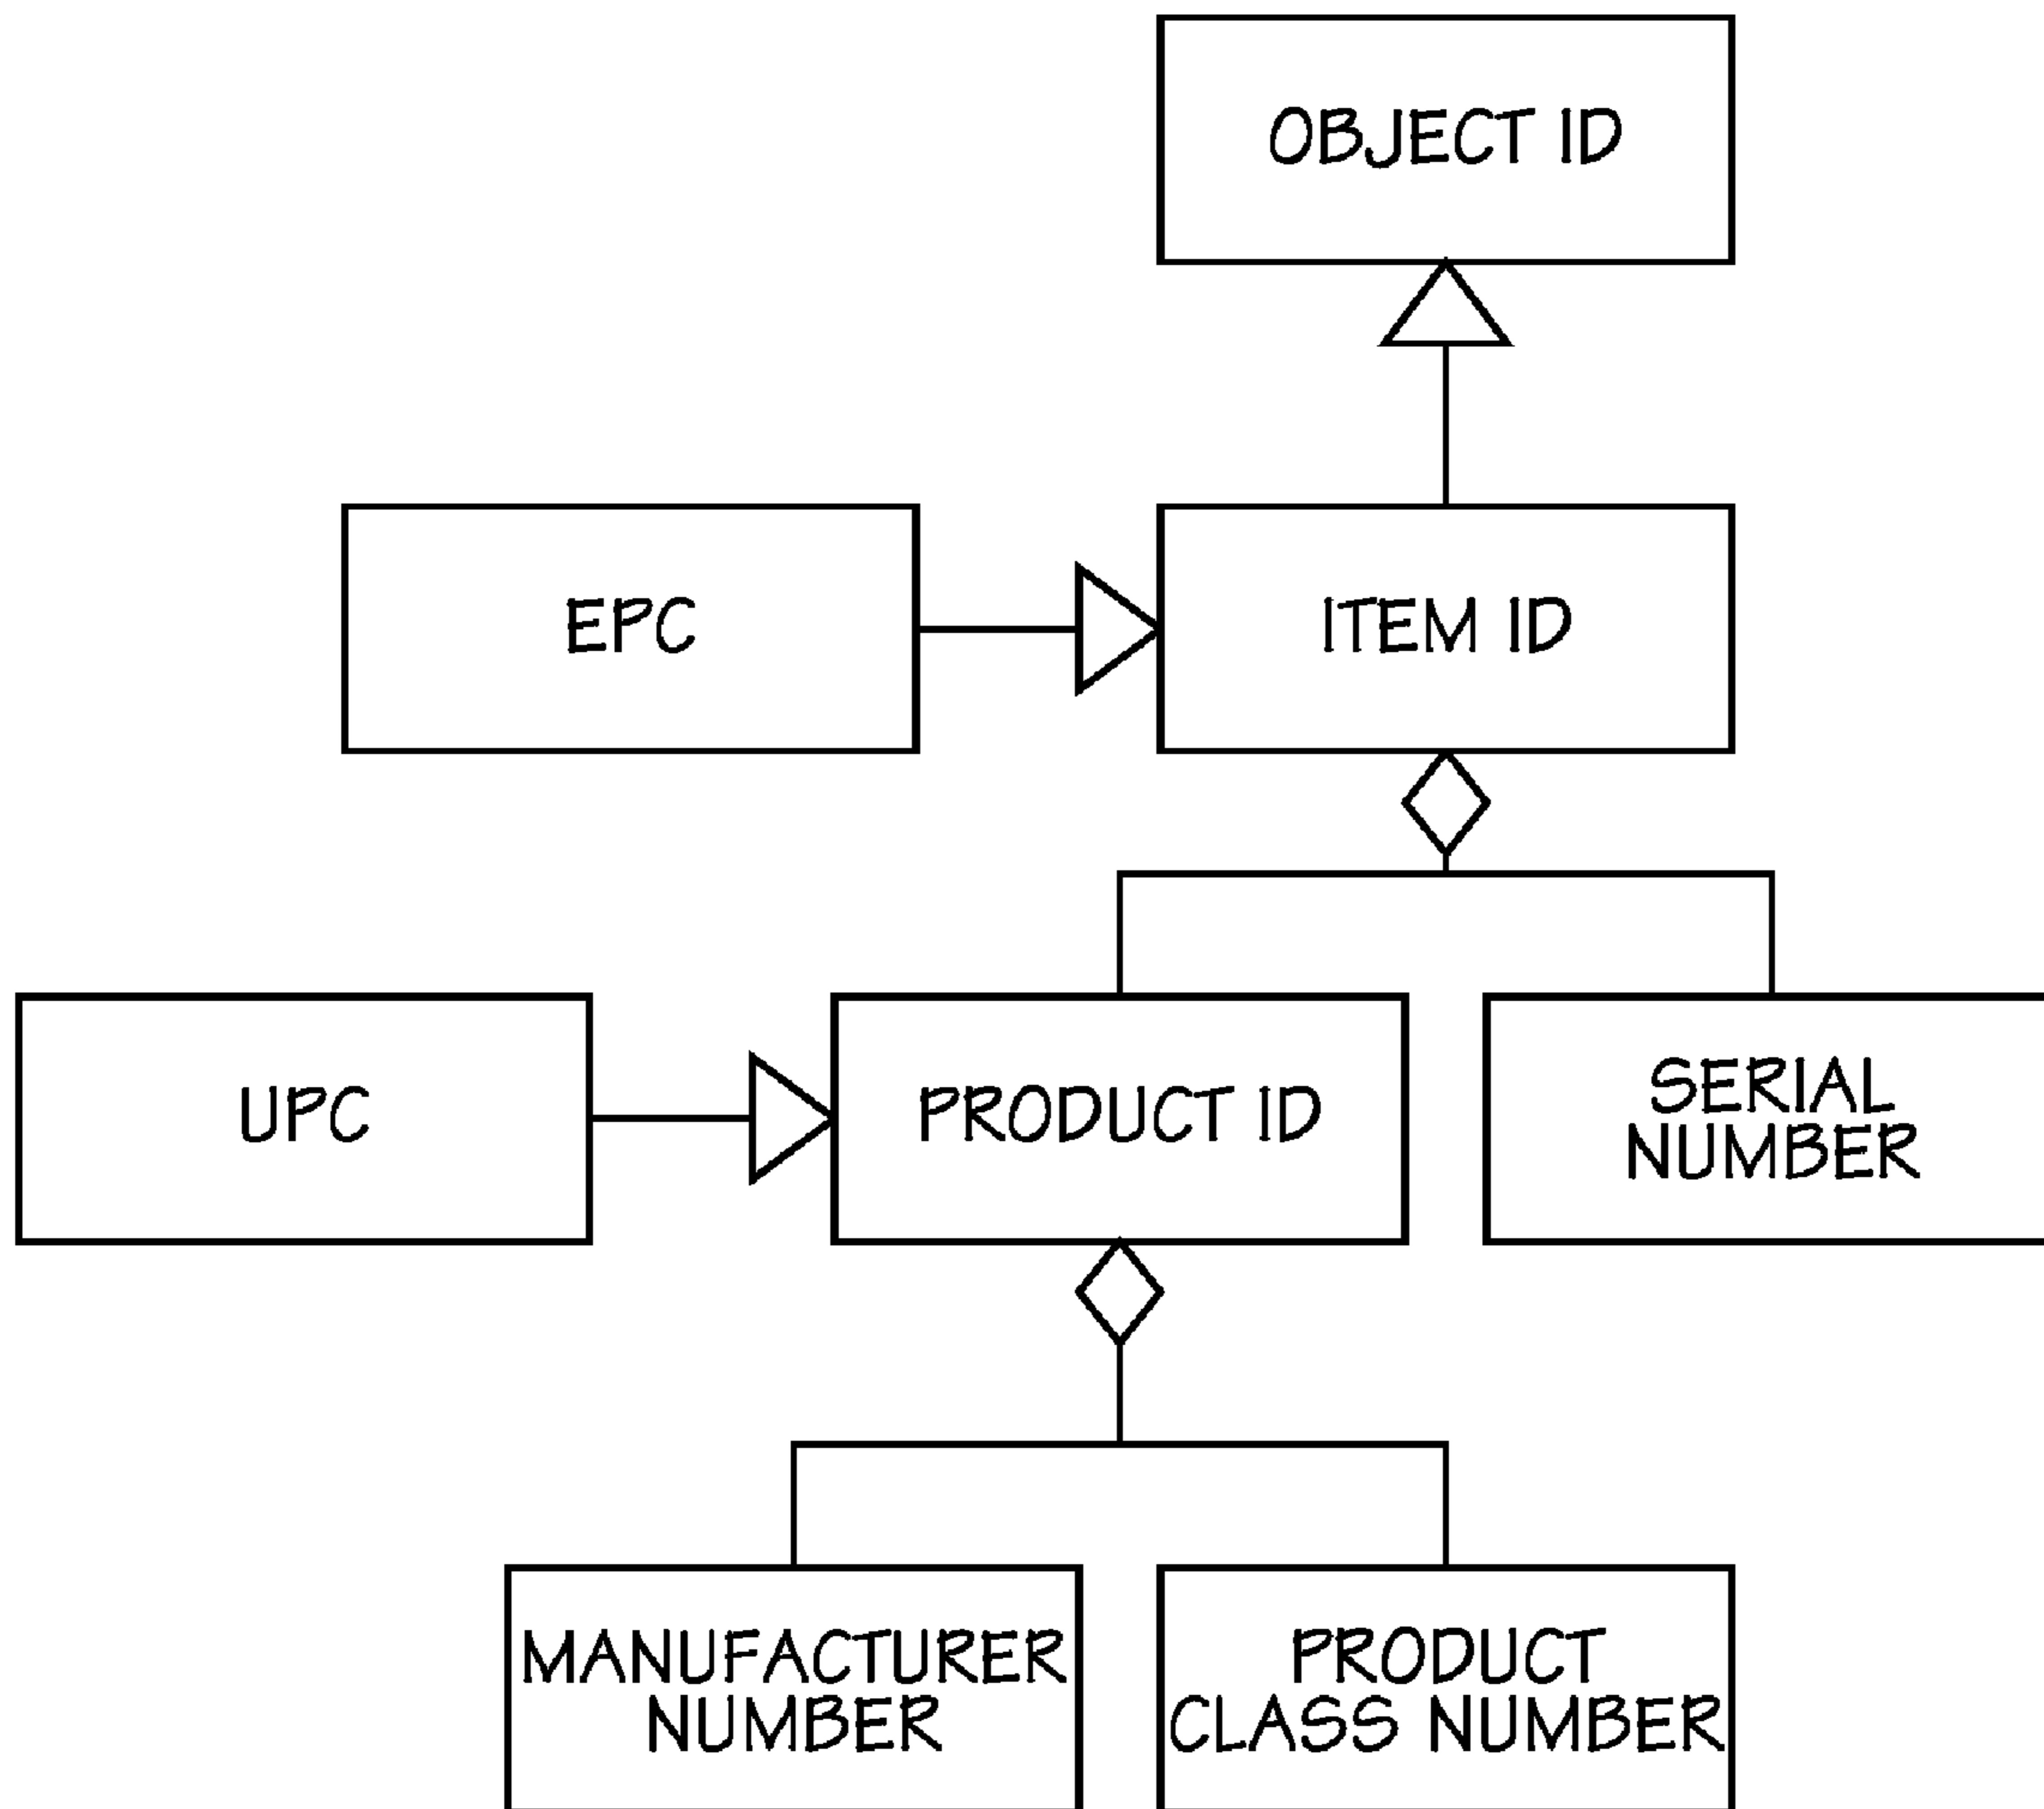 OBJECT ID
EPC
ITEM ID
UPC
PRODUCT ID
SERIAL
NUMBER
MANUFACTURER
NUMBER
PRODUCT
CLASS NUMBER